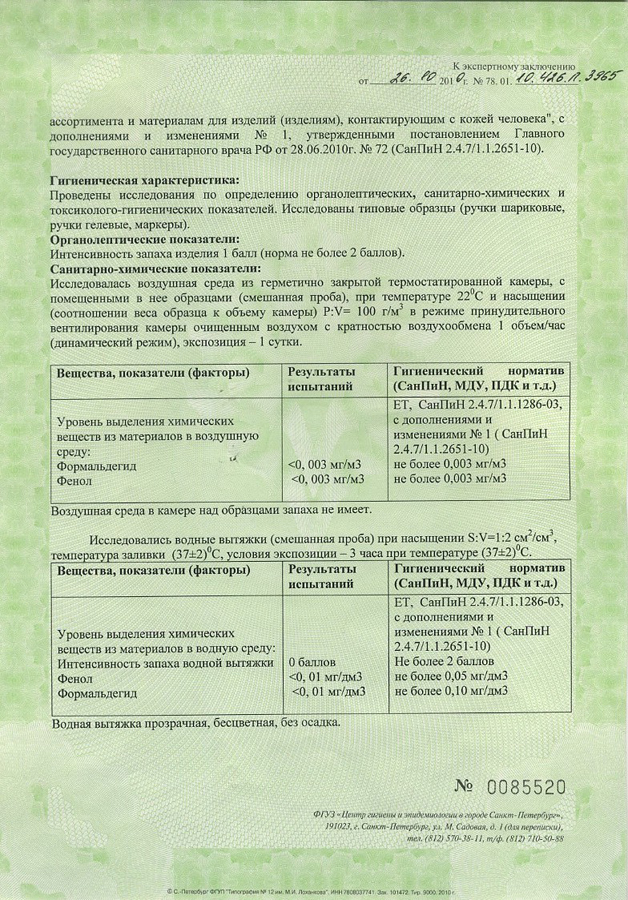 К экспертному заключению
от 26. 10 2010г. № 78.01. 10.426.П.3965
ассортимента и материалам для изделий (изделиям), контактирующим с кожей человека", с
дополнениями и изменениями № 1, утвержденными постановлением Главного
государственного санитарного врача РФ от 28.06.2010г. № 72 (СанПиН 2.4.7/1.1.2651-10).
Гигиеническая характеристика:
Проведены исследования по определению органолептических, санитарно-химических и
токсиколого-гигиенических показателей. Исследованы типовые образцы (ручки шариковые,
ручки гелевые, маркеры).
Органолептические показатели:
Интенсивность запаха изделия 1 балл (норма не более 2 баллов).
Санитарно-химические показатели:
Исследовалась воздушная среда из герметично закрытой термостатированной камеры, с
помещенными в нее образцами (смешанная проба), при температуре 22⁰С и насыщении
(соотношении веса образца к объему камеры) P:V= 100 г/м³ в режиме принудительного
вентилирования камеры очищенным воздухом с кратностью воздухообмена 1 объем/час
(динамический режим), экспозиция – 1 сутки.
Вещества, показатели (факторы) Результаты Гигиенический норматив
испытаний (СанПиН, МДУ, ПДК и т.д.)
ЕТ, СанПиН 2.4.7/1.1.1286-03,
Уровень выделения химических с дополнениями и
веществ из материалов в воздушную изменениями № 1 ( СанПиН
среду: 2.4.7/1.1.2651-10)
Формальдегид <0, 003 мг/м3 не более 0,003 мг/м3
Фенол <0, 003 мг/м3 не более 0,003 мг/м3
Воздушная среда в камере над образцами запаха не имеет.
Исследовались водные вытяжки (смешанная проба) при насыщении S:V=1:2 см²/см³,
температура заливки (37±2)⁰С, условия экспозиции – 3 часа при температуре (37±2)⁰С.
Вещества, показатели (факторы) Результаты Гигиенический норматив
испытаний (СанПиН, МДУ, ПДК и т.д.)
ЕТ, СанПиН 2.4.7/1.1.1286-03,
с дополнениями и
Уровень выделения химических изменениями № 1 ( СанПиН
веществ из материалов в водную среду: 2.4.7/1.1.2651-10)
Интенсивность запаха водной вытяжки 0 баллов Не более 2 баллов
Фенол <0, 01 мг/дм3 не более 0,05 мг/дм3
Формальдегид <0, 01 мг/дм3 не более 0,10 мг/дм3
Водная вытяжка прозрачная, бесцветная, без осадка.
№ 0085520
ФГУЗ «Центр гигиены и эпидемиологии в городе Санкт-Петербург»,
191023, г. Санкт-Петербург, ул. М. Садовая, д. 1 (для переписки),
тел. (812) 570-38-11, т/ф. (812) 710-50-88
© С.-Петербург ФГУП "Типография № 12 им. М.И. Лоханкова". ИНН 7808037741. Зак. 101472. Тир. 9000. 2010 г.